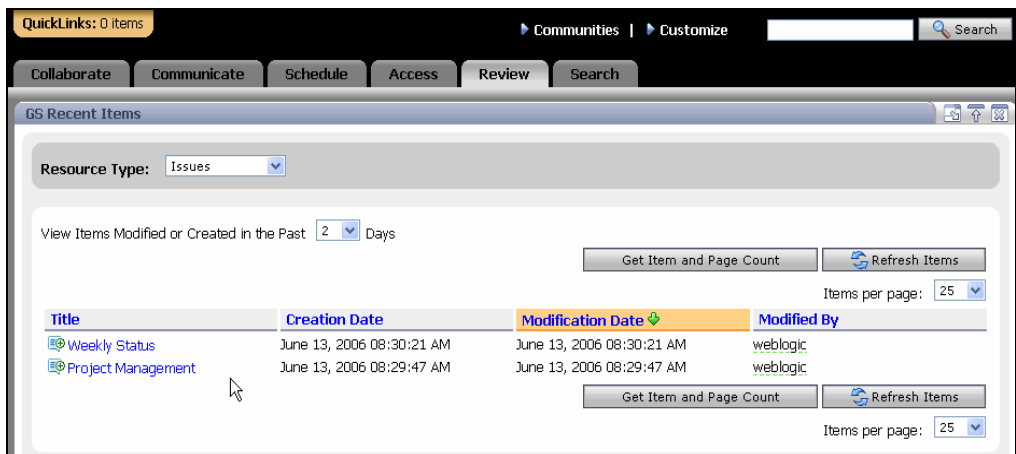 QuickLinks: 0 items
Communities | Customize
Search
Collaborate Communicate Schedule Access Review Search
GS Recent Items
Resource Type: Issues
View Items Modified or Created in the Past 2 Days
Get Item and Page Count Refresh Items
Items per page: 25
Title Creation Date Modification Date Modified By
Weekly Status June 13, 2006 08:30:21 AM June 13, 2006 08:30:21 AM weblogic
Project Management June 13, 2006 08:29:47 AM June 13, 2006 08:29:47 AM weblogic
Get Item and Page Count Refresh Items
Items per page: 25